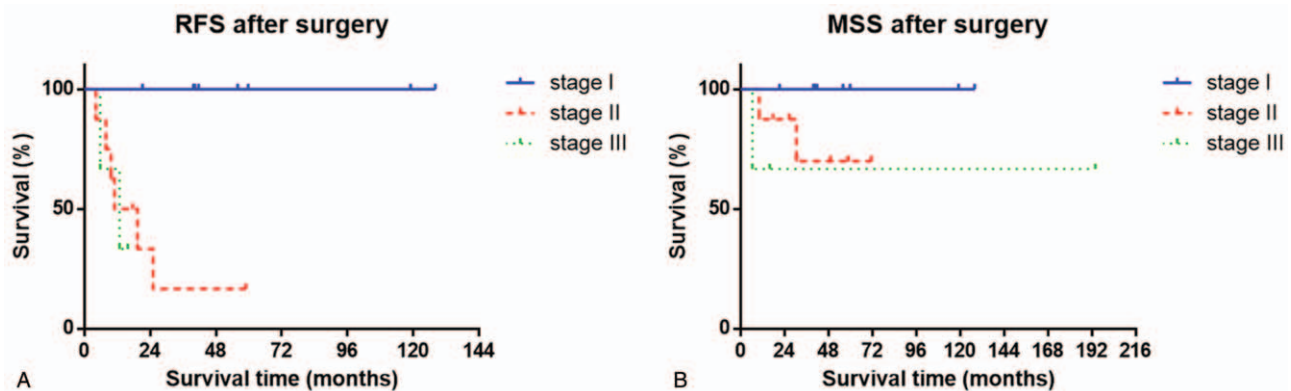 RFS after surgery
100
50
0
Survival (%)
0 24 48 72 96 120 144
Survival time (months)
stage I
stage II
stage III
A
MSS after surgery
100
50
0
Survival (%)
0 24 48 72 96 120 144 168 192 216
Survival time (months)
stage I
stage II
stage III
B